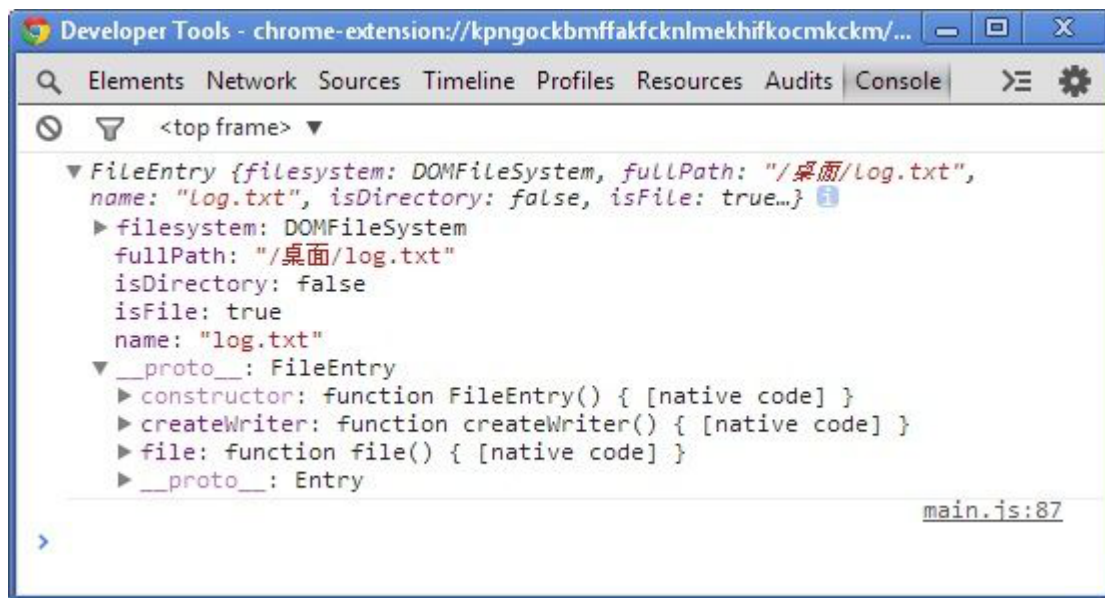 Developer Tools - chrome-extension://kpngockbmffakfcknlmekhifkocmkckm/...
Elements Network Sources Timeline Profiles Resources Audits Console
<top frame> ▼
▼ FileEntry {filesystem: DOMFileSystem, fullPath: "/桌面/log.txt",
name: "log.txt", isDirectory: false, isFile: true…}
▶ filesystem: DOMFileSystem
fullPath: "/桌面/log.txt"
isDirectory: false
isFile: true
name: "log.txt"
▼ __proto__: FileEntry
▶ constructor: function FileEntry() { [native code] }
▶ createWriter: function createWriter() { [native code] }
▶ file: function file() { [native code] }
▶ __proto__: Entry
main.js:87
>